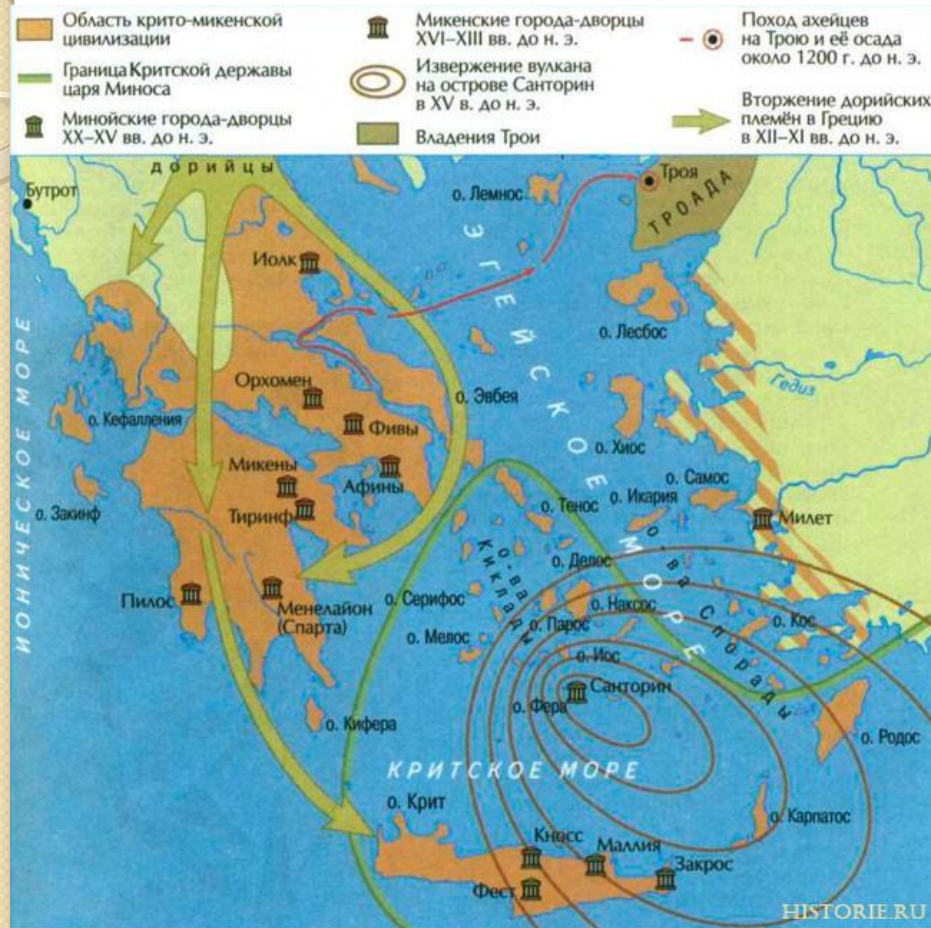 Область крито-микенской
цивилизации
Граница Критской державы
царя Миноса
Минойские города-дворцы
XX–XV вв. до н. э.
Микенские города-дворцы
XVI–XIII вв. до н. э.
Извержение вулкана
на острове Санторин
в XV в. до н. э.
Владения Трои
Поход ахейцев
на Трою и её осада
около 1200 г. до н. э.
Вторжение дорийских
племён в Грецию
в XII–XI вв. до н. э.
дорийцы
Бутрот
о. Лемнос
Троя
ТРОАДА
Иолк
ЭГЕЙСКОЕ МОРЕ
о. Лесбос
ИОНИЧЕСКОЕ МОРЕ
Орхомен
о. Эвбея
Гедиз
о. Кефалления
Фивы
о. Хиос
Микены
Афины
о. Самос
о. Закинф
Тиринф
о. Тенос
о. Икария
Милет
о. Делос
о-ва Киклады
о-ва Спорады
Пилос
Менелайон
(Спарта)
о. Серифос
о. Наксос
о. Парос
о. Кос
о. Мелос
о. Иос
Санторин
о. Фера
о. Кифера
о. Родос
КРИТСКОЕ МОРЕ
о. Крит
о. Карпатос
Кносс
Маллия
Закрос
Фест
HISTORIE.RU